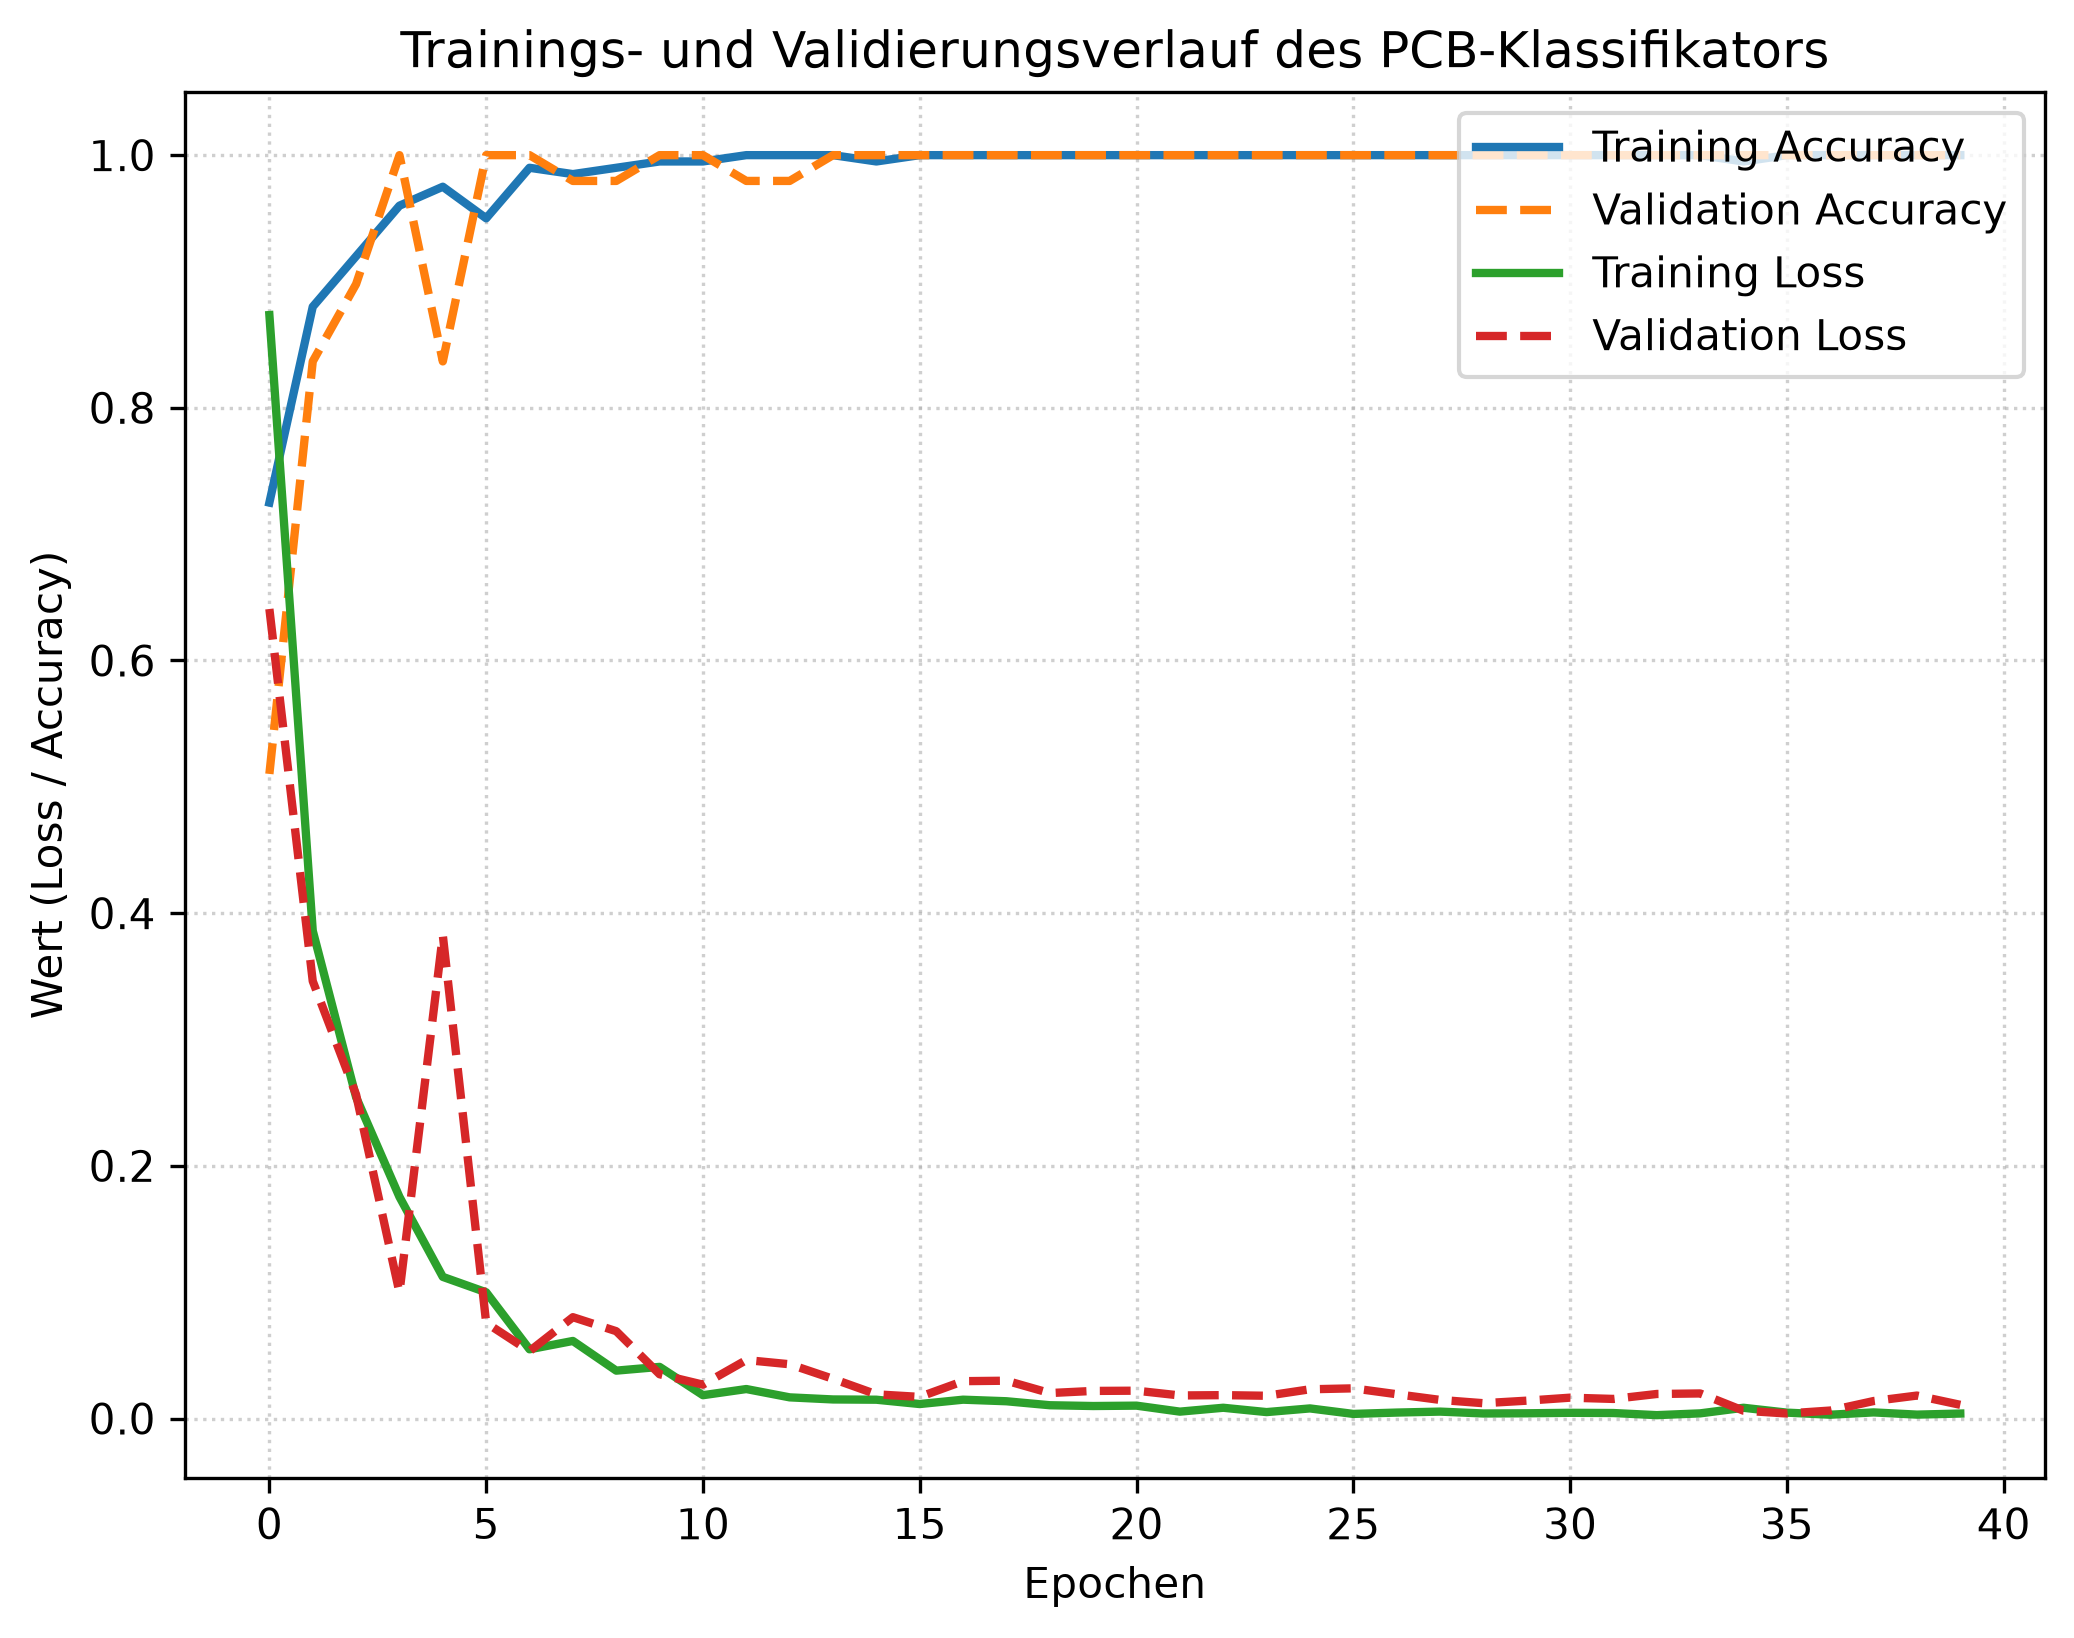 Trainings- und Validierungsverlauf des PCB-Klassifikators
Training Accuracy
Validation Accuracy
Training Loss
Validation Loss
Wert (Loss / Accuracy)
1.0
0.8
0.6
0.4
0.2
0.0
0 5 10 15 20 25 30 35 40
Epochen